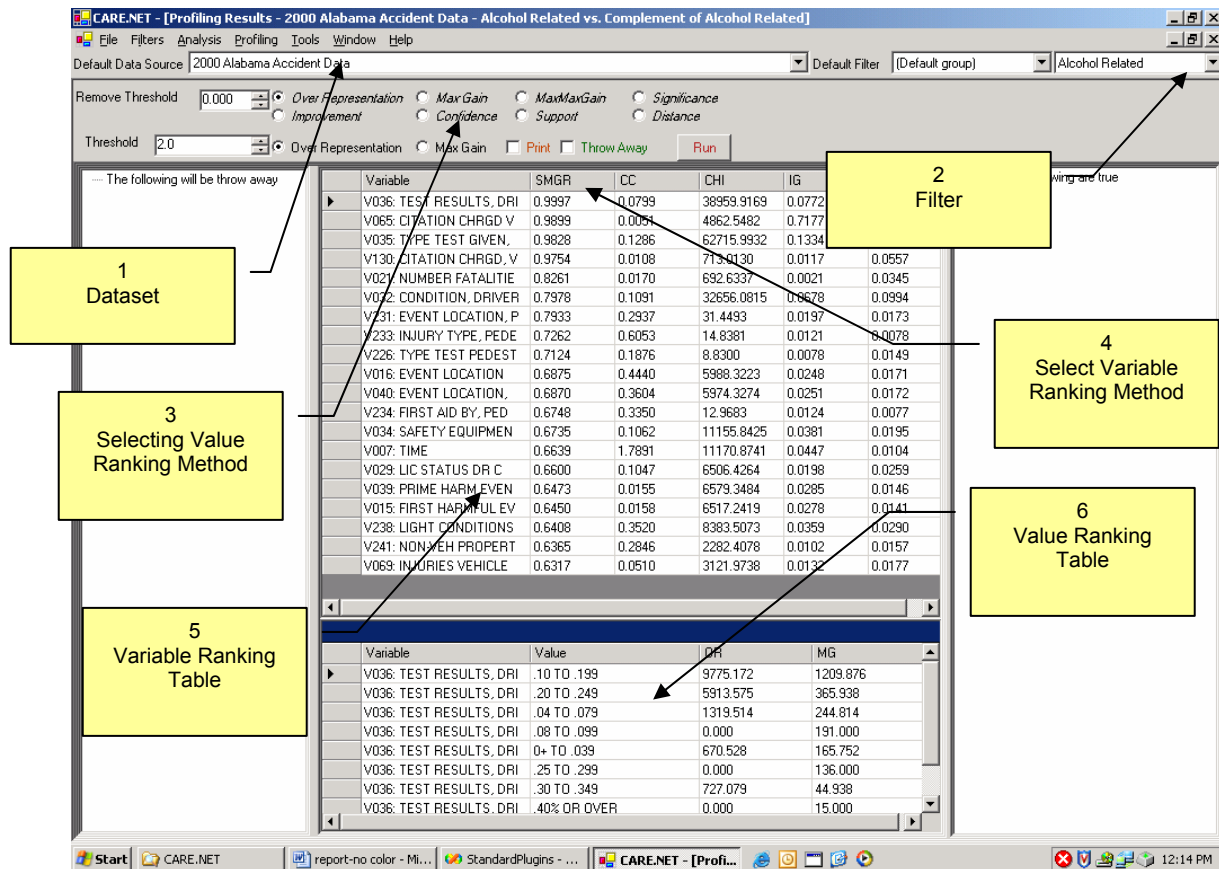 CARE.NET - [Profiling Results - 2000 Alabama Accident Data - Alcohol Related vs. Complement of Alcohol Related]
File Filters Analysis Profiling Tools Window Help
Default Data Source 2000 Alabama Accident Data Default Filter (Default group) Alcohol Related
Remove Threshold 0.000 Over Representation Max Gain MaxMaxGain Significance
Improvement Confidence Support Distance
Threshold 2.0 Over Representation Max Gain Print Throw Away Run
The following will be throw away
wing are true
1
Dataset
2
Filter
3
Selecting Value
Ranking Method
4
Select Variable
Ranking Method
5
Variable Ranking
Table
6
Value Ranking
Table
Variable SMGR CC CHI IG
V036: TEST RESULTS, DRI 0.9997 0.0799 38959.9169 0.0772
V065: CITATION CHRGD V 0.9899 0.0051 4862.5482 0.7177
V035: TYPE TEST GIVEN, 0.9828 0.1286 62715.9932 0.1334
V130: CITATION CHRGD, V 0.9754 0.0108 713.0130 0.0117 0.0557
V021: NUMBER FATALITIE 0.8261 0.0170 692.6337 0.0021 0.0345
V032: CONDITION, DRIVER 0.7978 0.1091 32656.0815 0.0678 0.0994
V231: EVENT LOCATION, P 0.7933 0.2937 31.4493 0.0197 0.0173
V233: INJURY TYPE, PEDE 0.7262 0.6053 14.8381 0.0121 0.0078
V226: TYPE TEST PEDEST 0.7124 0.1876 8.8300 0.0078 0.0149
V016: EVENT LOCATION 0.6875 0.4440 5988.3223 0.0248 0.0171
V040: EVENT LOCATION, 0.6870 0.3604 5974.3274 0.0251 0.0172
V234: FIRST AID BY, PED 0.6748 0.3350 12.9683 0.0124 0.0077
V034: SAFETY EQUIPMEN 0.6735 0.1062 11155.8425 0.0381 0.0195
V007: TIME 0.6639 1.7891 11170.8741 0.0447 0.0104
V029: LIC STATUS DR C 0.6600 0.1047 6506.4264 0.0198 0.0259
V039: PRIME HARM EVEN 0.6473 0.0155 6579.3484 0.0285 0.0146
V015: FIRST HARMFUL EV 0.6450 0.0158 6517.2419 0.0278 0.0141
V238: LIGHT CONDITIONS 0.6408 0.3520 8383.5073 0.0359 0.0290
V241: NON-VEH PROPERT 0.6365 0.2846 2282.4078 0.0102 0.0157
V069: INJURIES VEHICLE 0.6317 0.0510 3121.9738 0.0132 0.0177
Variable Value OR MG
V036: TEST RESULTS, DRI .10 TO .199 9775.172 1209.876
V036: TEST RESULTS, DRI .20 TO .249 5913.575 365.938
V036: TEST RESULTS, DRI .04 TO .079 1319.514 244.814
V036: TEST RESULTS, DRI .08 TO .099 0.000 191.000
V036: TEST RESULTS, DRI 0+ TO .039 670.528 165.752
V036: TEST RESULTS, DRI .25 TO .299 0.000 136.000
V036: TEST RESULTS, DRI .30 TO .349 727.079 44.938
V036: TEST RESULTS, DRI .40% OR OVER 0.000 15.000
Start CARE.NET report-no color - Mi... StandardPlugins - ... CARE.NET - [Profi... 12:14 PM